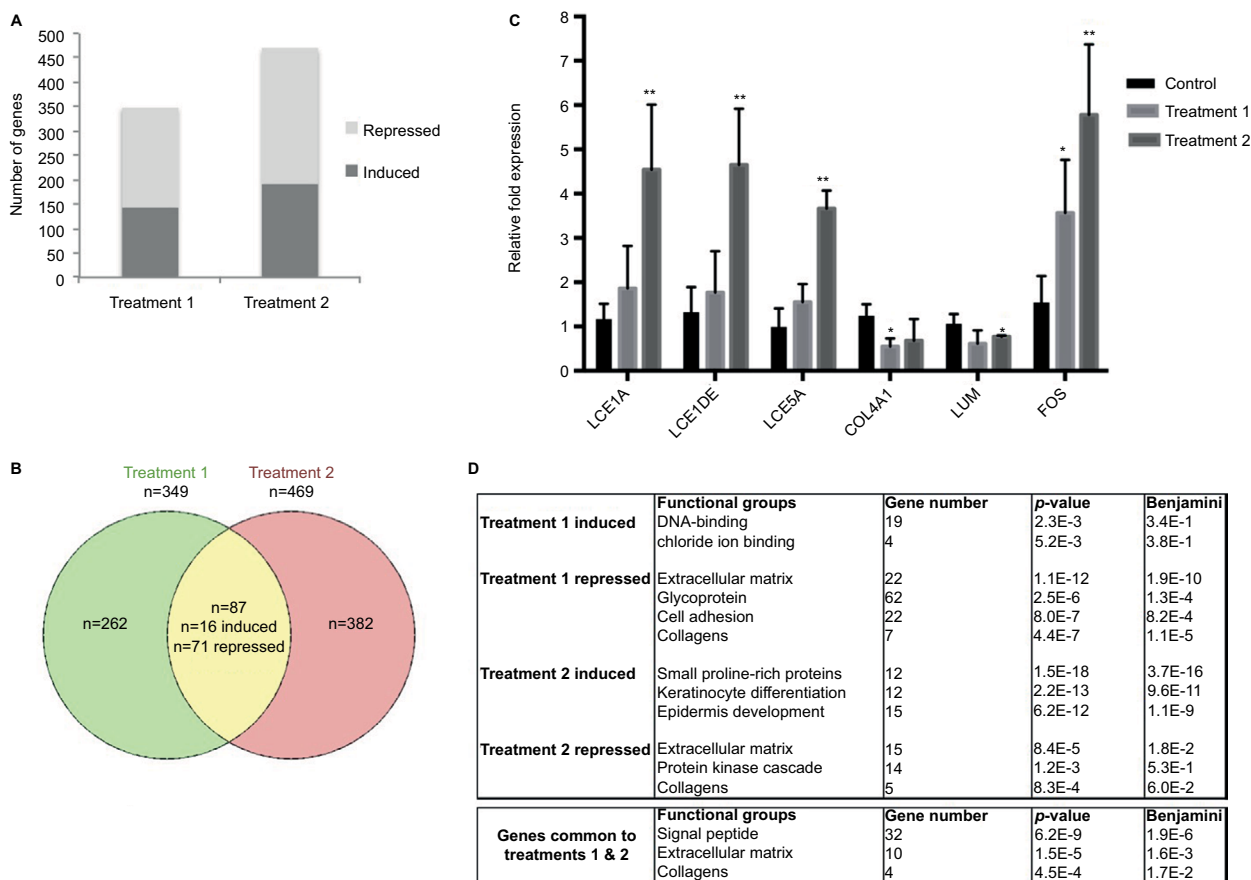 A
Number of genes
500
450
400
350
300
250
200
150
100
50
0
Treatment 1
Treatment 2
Repressed
Induced
C
Relative fold expression
8
7
6
5
4
3
2
1
0
**
**
**
*
*
*
**
LCE1A
LCE1DE
LCE5A
COL4A1
LUM
FOS
Control
Treatment 1
Treatment 2
B
Treatment 1
n=349
Treatment 2
n=469
n=262
n=87
n=16 induced
n=71 repressed
n=382
D
Functional groups Gene number p-value Benjamini
Treatment 1 induced DNA-binding 19 2.3E-3 3.4E-1
chloride ion binding 4 5.2E-3 3.8E-1
Treatment 1 repressed Extracellular matrix 22 1.1E-12 1.9E-10
Glycoprotein 62 2.5E-6 1.3E-4
Cell adhesion 22 8.0E-7 8.2E-4
Collagens 7 4.4E-7 1.1E-5
Treatment 2 induced Small proline-rich proteins 12 1.5E-18 3.7E-16
Keratinocyte differentiation 12 2.2E-13 9.6E-11
Epidermis development 15 6.2E-12 1.1E-9
Treatment 2 repressed Extracellular matrix 15 8.4E-5 1.8E-2
Protein kinase cascade 14 1.2E-3 5.3E-1
Collagens 5 8.3E-4 6.0E-2
Functional groups Gene number p-value Benjamini
Genes common to treatments 1 & 2 Signal peptide 32 6.2E-9 1.9E-6
Extracellular matrix 10 1.5E-5 1.6E-3
Collagens 4 4.5E-4 1.7E-2